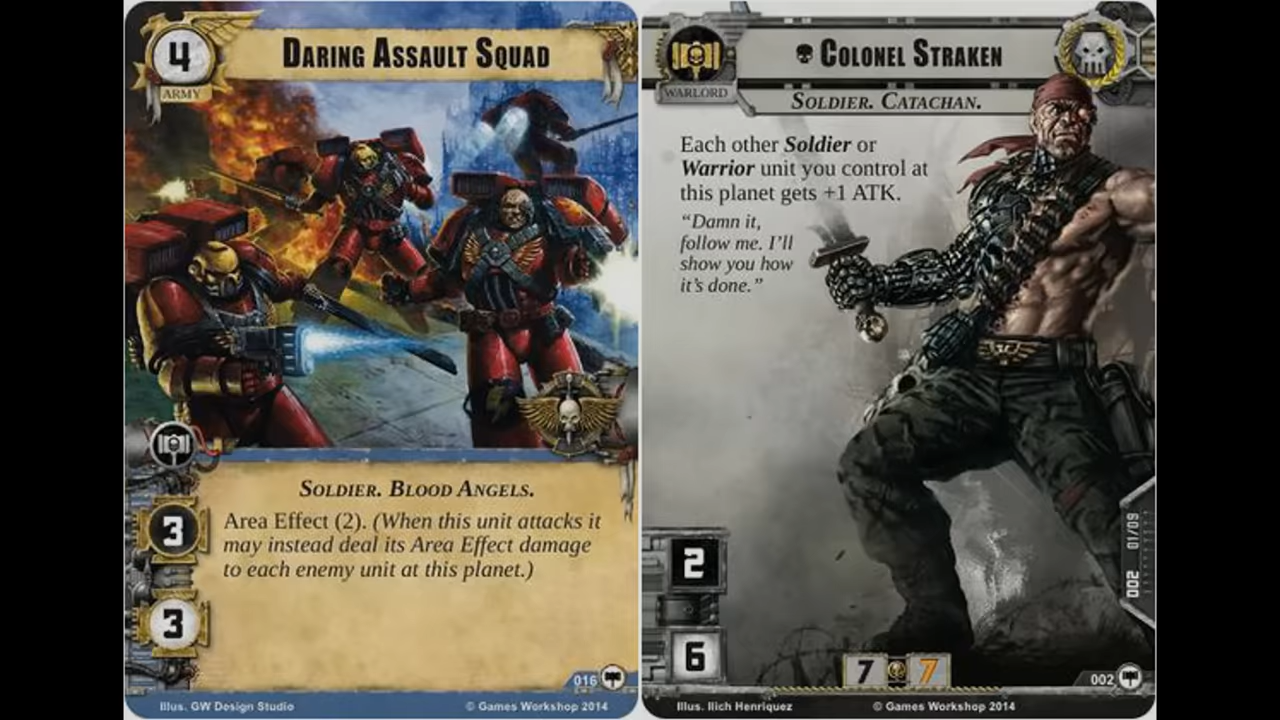 4
DARING ASSAULT SQUAD
ARMY
SOLDIER. BLOOD ANGELS.
3
Area Effect (2). (When this unit attacks it
may instead deal its Area Effect damage
to each enemy unit at this planet.)
3
016
Illus. GW Design Studio
© Games Workshop 2014
COLONEL STRAKEN
WARLORD
SOLDIER. CATACHAN.
Each other Soldier or
Warrior unit you control at
this planet gets +1 ATK.
“Damn it,
follow me. I’ll
show you how
it’s done.”
01/09
002
2
6
7
7
002
Illus. Ilich Henriquez
© Games Workshop 2014